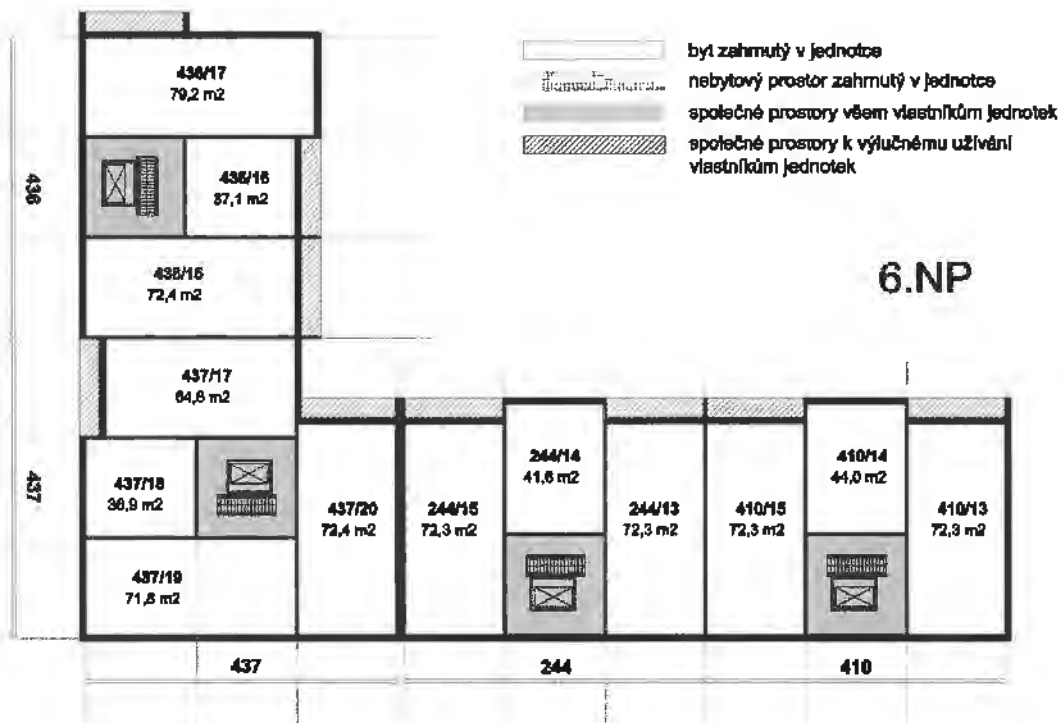 byt zahrnutý v jednotce
nebytový prostor zahrnutý v jednotce
společné prostory všem vlastníkům jednotek
společné prostory k výlučnému užívání
vlastníkům jednotek
6.NP
436/17
79,2 m2
436
436/16
37,1 m2
436/15
72,4 m2
437/17
64,6 m2
437
437/18
36,9 m2
437/19
71,8 m2
437/20
72,4 m2
244/15
72,3 m2
244/14
41,6 m2
244/13
72,3 m2
410/15
72,3 m2
410/14
44,0 m2
410/13
72,3 m2
437
244
410